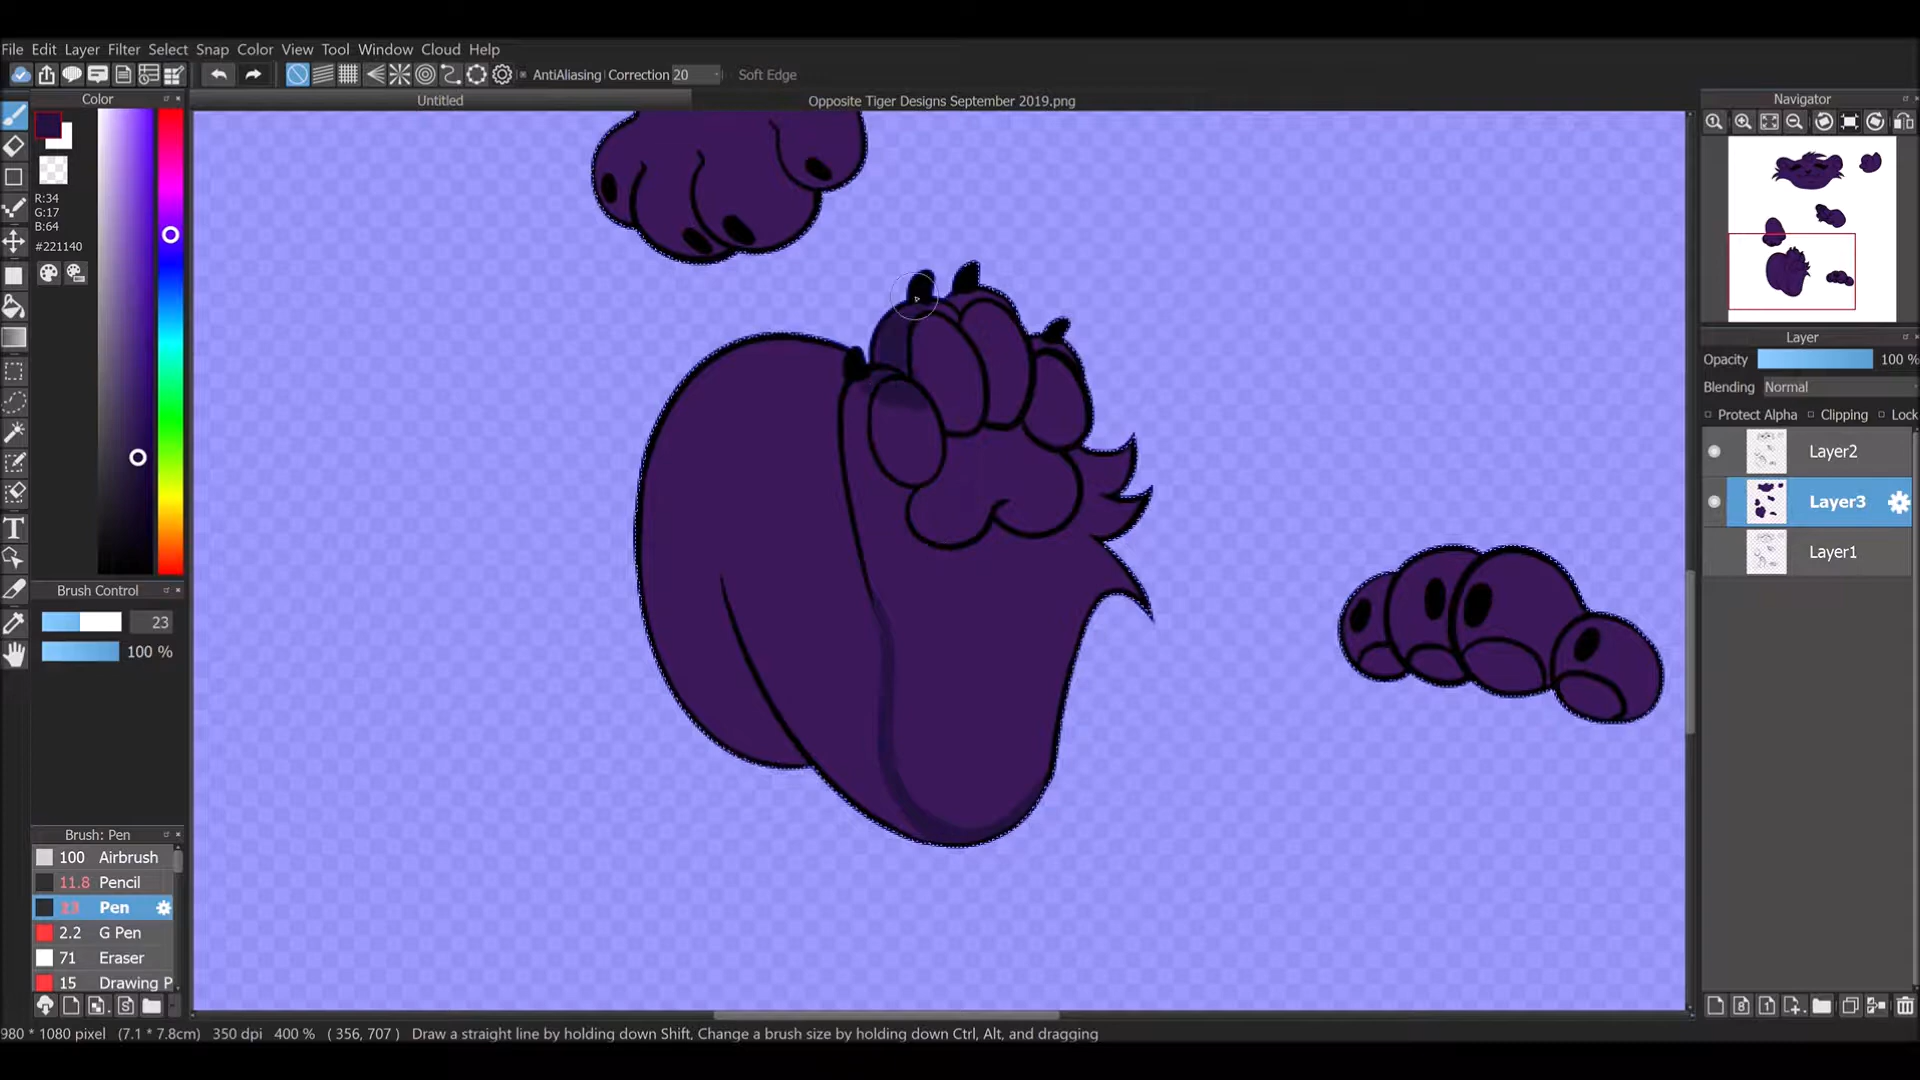 File Edit Layer Filter Select Snap Color View Tool Window Cloud Help
AntiAliasing Correction 20 Soft Edge
Color
Untitled
Opposite Tiger Designs September 2019.png
Navigator
R:34
G:17
B:64
#221140
Layer
Opacity 100 %
Blending Normal
Protect Alpha Clipping Lock
Layer2
Layer3
Layer1
Brush Control
23
100 %
Brush: Pen
100 Airbrush
11.8 Pencil
23 Pen
2.2 G Pen
71 Eraser
15 Drawing P
980 * 1080 pixel (7.1 * 7.8cm) 350 dpi 400 % ( 356, 707 ) Draw a straight line by holding down Shift, Change a brush size by holding down Ctrl, Alt, and dragging